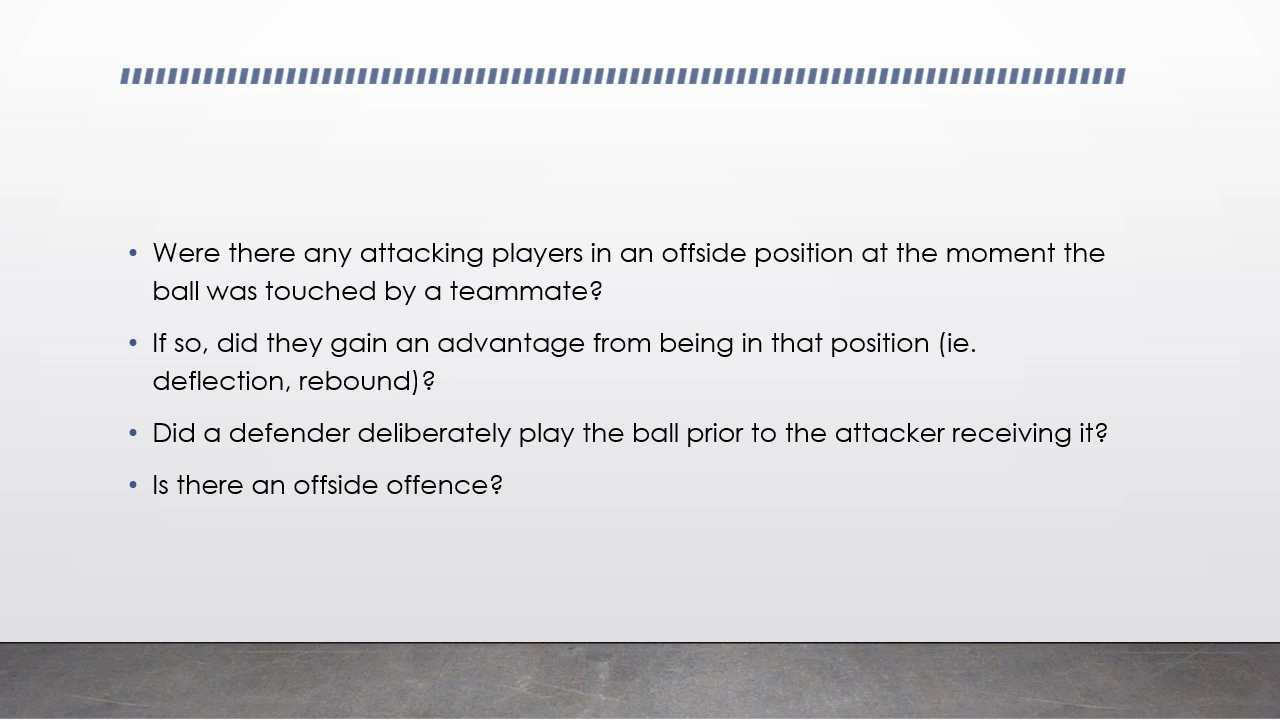 • Were there any attacking players in an offside position at the moment the
ball was touched by a teammate?
• If so, did they gain an advantage from being in that position (ie.
deflection, rebound)?
• Did a defender deliberately play the ball prior to the attacker receiving it?
• Is there an offside offence?